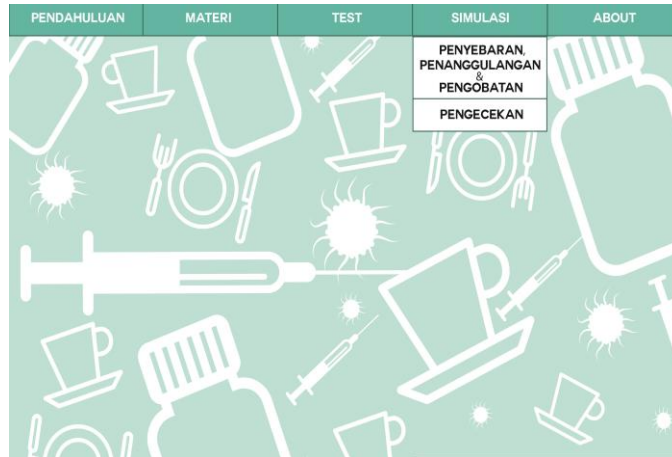 PENDAHULUAN
MATERI
TEST
SIMULASI
ABOUT
PENYEBARAN,
PENANGGULANGAN
&
PENGOBATAN
PENGECEKAN